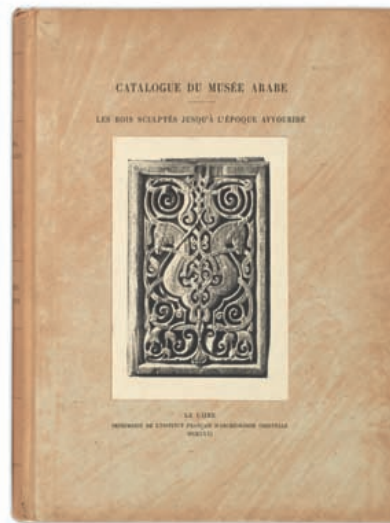 CATALOGUE DU MUSÉE ARABE
LES BOIS SCULPTÉS JUSQU'À L'ÉPOQUE AYYOUBIDE
LE CAIRE
IMPRIMERIE DE L'INSTITUT FRANÇAIS D'ARCHÉOLOGIE ORIENTALE